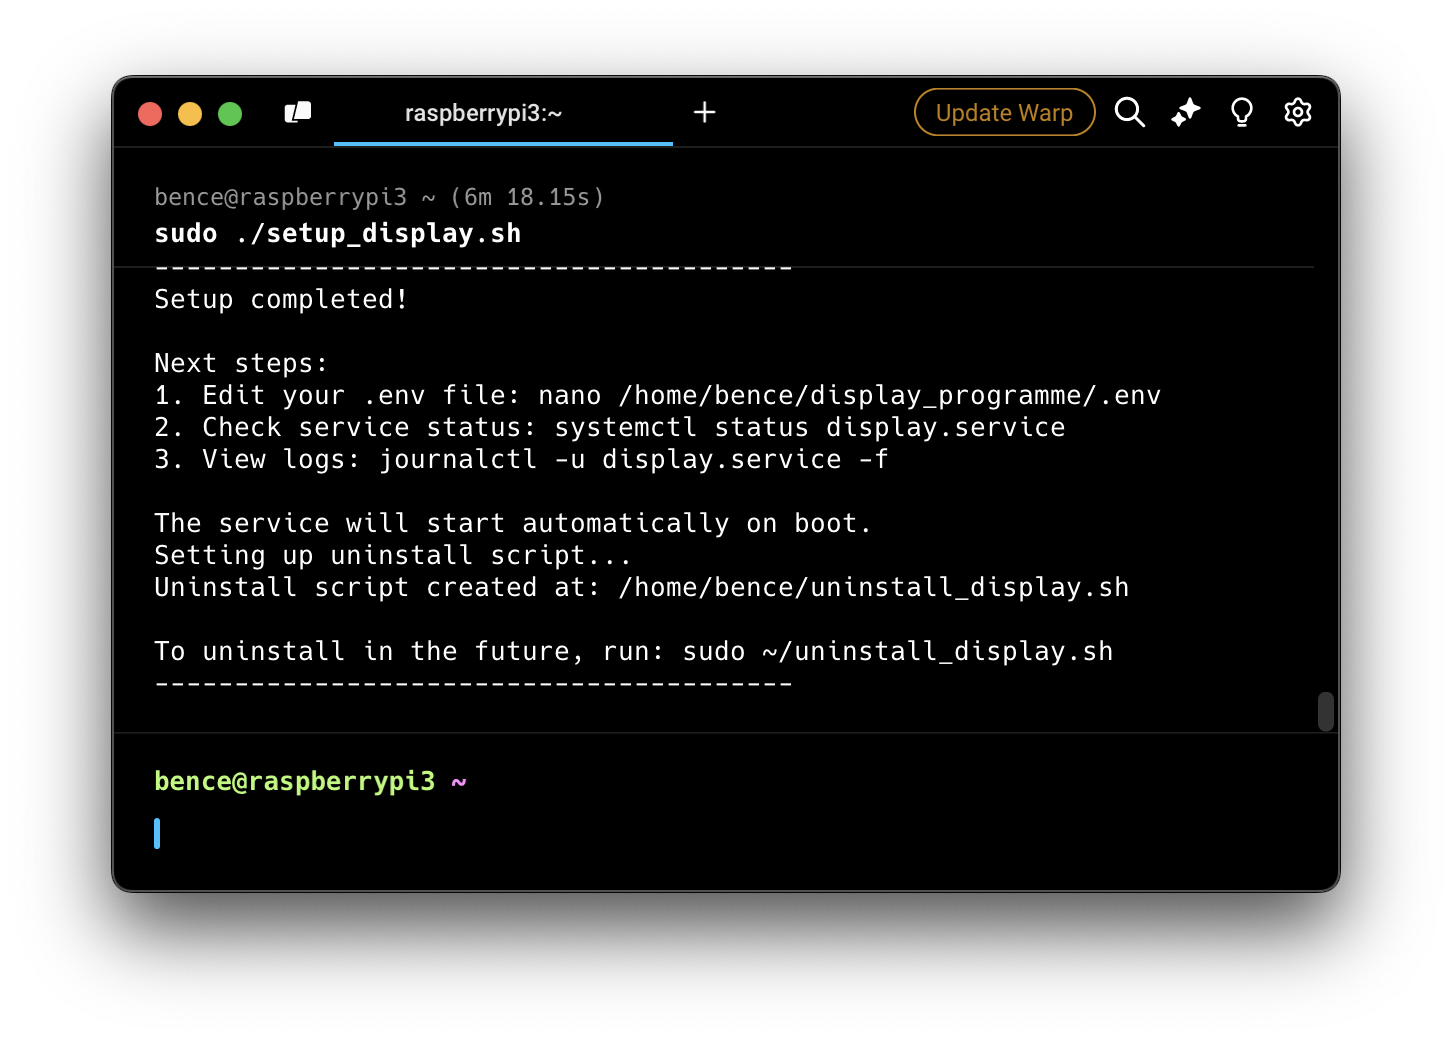 raspberrypi3:~
Update Warp
bence@raspberrypi3 ~ (6m 18.15s)
sudo ./setup_display.sh
----------------------------------------
Setup completed!
Next steps:
1. Edit your .env file: nano /home/bence/display_programme/.env
2. Check service status: systemctl status display.service
3. View logs: journalctl -u display.service -f
The service will start automatically on boot.
Setting up uninstall script...
Uninstall script created at: /home/bence/uninstall_display.sh
To uninstall in the future, run: sudo ~/uninstall_display.sh
----------------------------------------
bence@raspberrypi3 ~